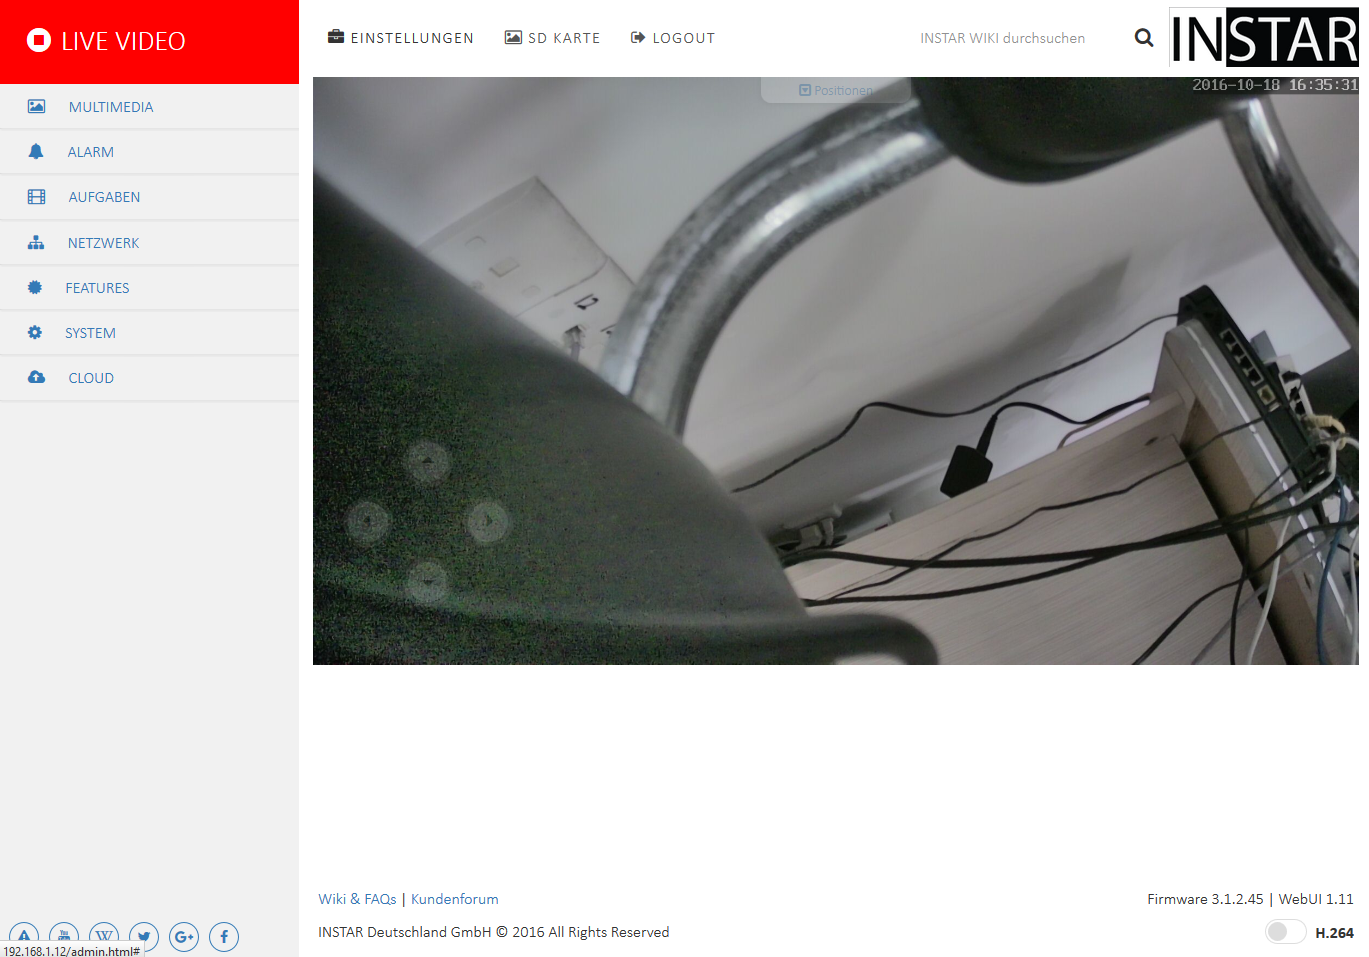 LIVE VIDEO
EINSTELLUNGEN
SD KARTE
LOGOUT
INSTAR WIKI durchsuchen
INSTAR
MULTIMEDIA
ALARM
AUFGABEN
NETZWERK
FEATURES
SYSTEM
CLOUD
Positionen
2016-10-18 16:35:31
Wiki & FAQs | Kundenforum
Firmware 3.1.2.45 | WebUI 1.11
INSTAR Deutschland GmbH © 2016 All Rights Reserved
H.264
You
W
G+
f
192.168.1.12/admin.html#